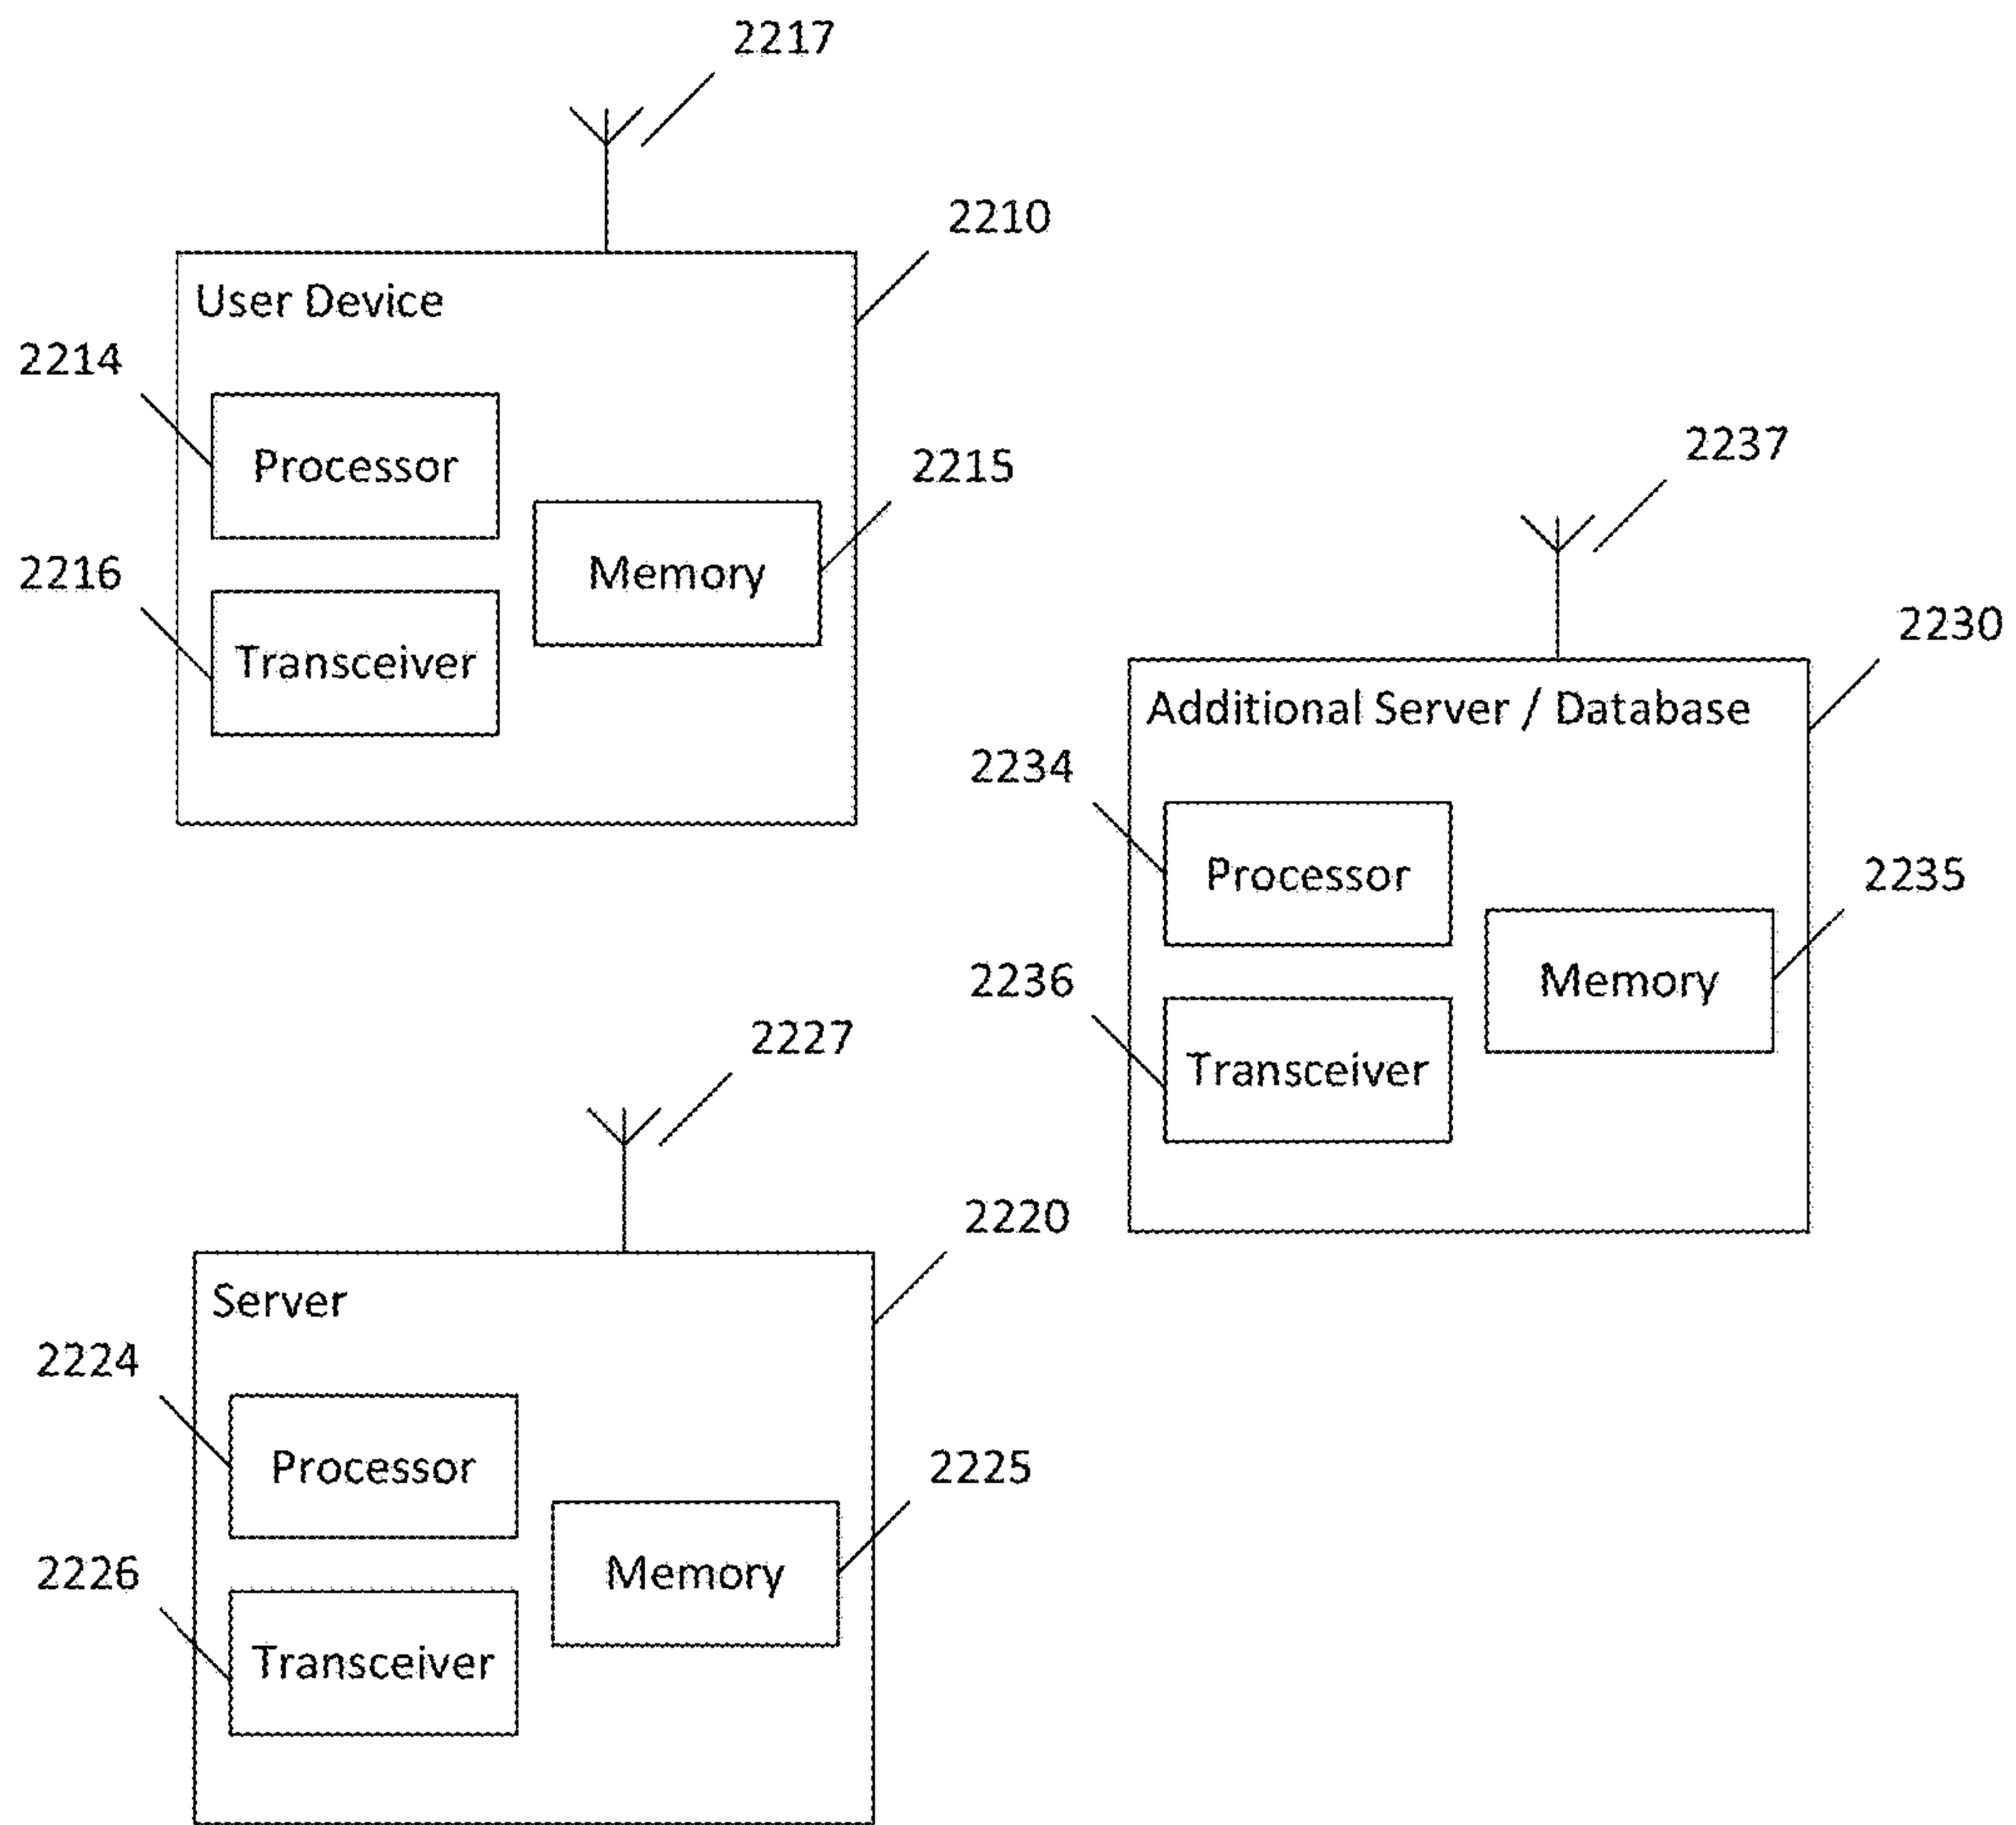 2217
2210
User Device
2214
Processor
2215
Memory
2216
Transceiver
2237
2230
Additional Server / Database
2234
Processor
2235
Memory
2236
Transceiver
2227
2220
Server
2224
Processor
2225
Memory
2226
Transceiver